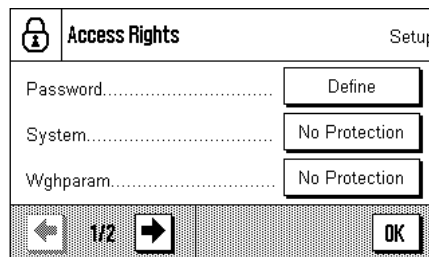 Access Rights
Setup
Password.............................. Define
System................................ No Protection
Wghparam............................ No Protection
1/2
OK